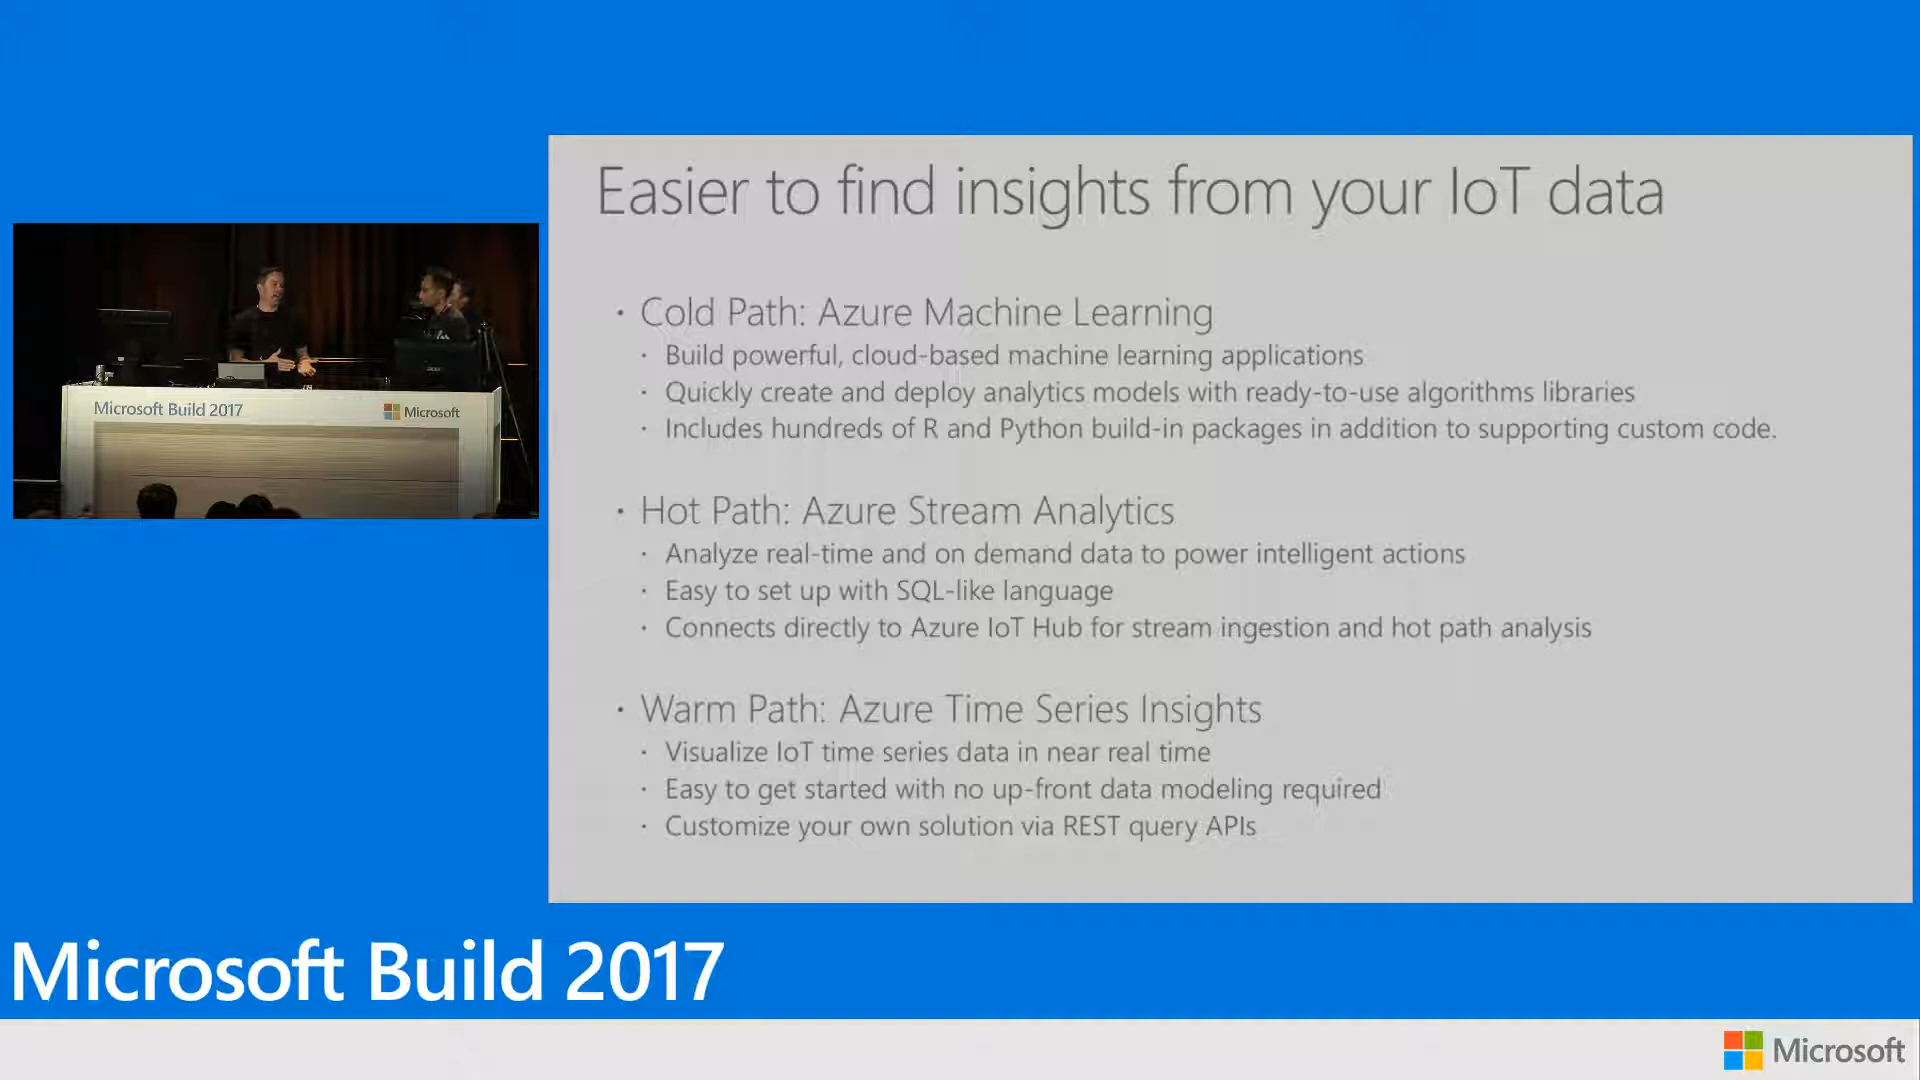 Easier to find insights from your IoT data
· Cold Path: Azure Machine Learning
· Build powerful, cloud-based machine learning applications
· Quickly create and deploy analytics models with ready-to-use algorithms libraries
· Includes hundreds of R and Python build-in packages in addition to supporting custom code.
· Hot Path: Azure Stream Analytics
· Analyze real-time and on demand data to power intelligent actions
· Easy to set up with SQL-like language
· Connects directly to Azure IoT Hub for stream ingestion and hot path analysis
· Warm Path: Azure Time Series Insights
· Visualize IoT time series data in near real time
· Easy to get started with no up-front data modeling required
· Customize your own solution via REST query APIs
Microsoft Build 2017
Microsoft
Microsoft Build 2017
Microsoft